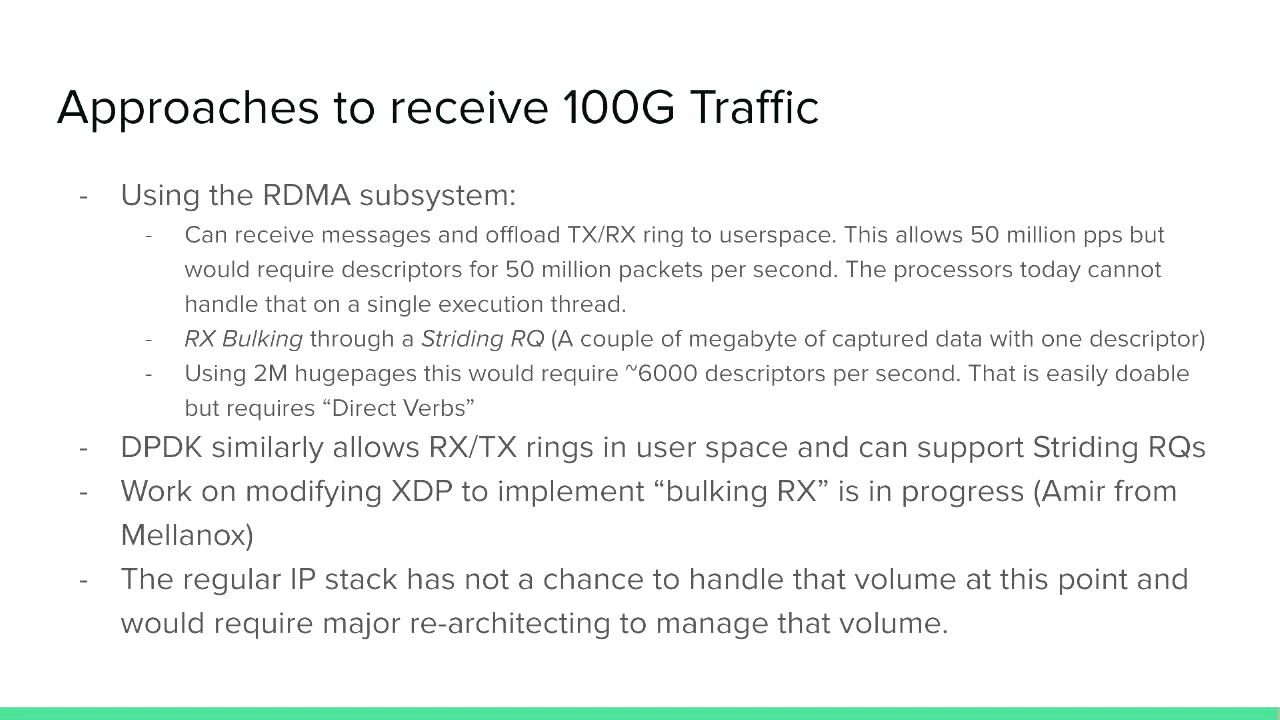 Approaches to receive 100G Traffic
- Using the RDMA subsystem:
- Can receive messages and offload TX/RX ring to userspace. This allows 50 million pps but
would require descriptors for 50 million packets per second. The processors today cannot
handle that on a single execution thread.
- RX Bulking through a Striding RQ (A couple of megabyte of captured data with one descriptor)
- Using 2M hugepages this would require ~6000 descriptors per second. That is easily doable
but requires “Direct Verbs”
- DPDK similarly allows RX/TX rings in user space and can support Striding RQs
- Work on modifying XDP to implement “bulking RX” is in progress (Amir from
Mellanox)
- The regular IP stack has not a chance to handle that volume at this point and
would require major re-architecting to manage that volume.